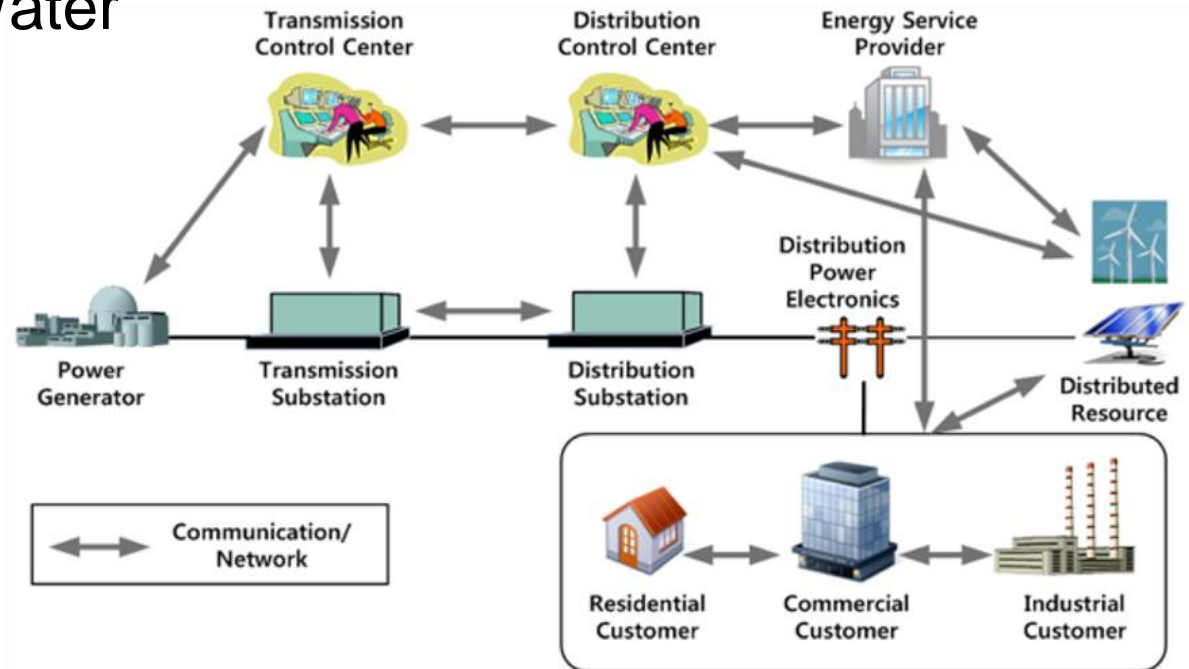 Water
Transmission
Control Center
Distribution
Control Center
Energy Service
Provider
Distribution
Power
Electronics
Power
Generator
Transmission
Substation
Distribution
Substation
Distributed
Resource
Communication/
Network
Residential
Customer
Commercial
Customer
Industrial
Customer